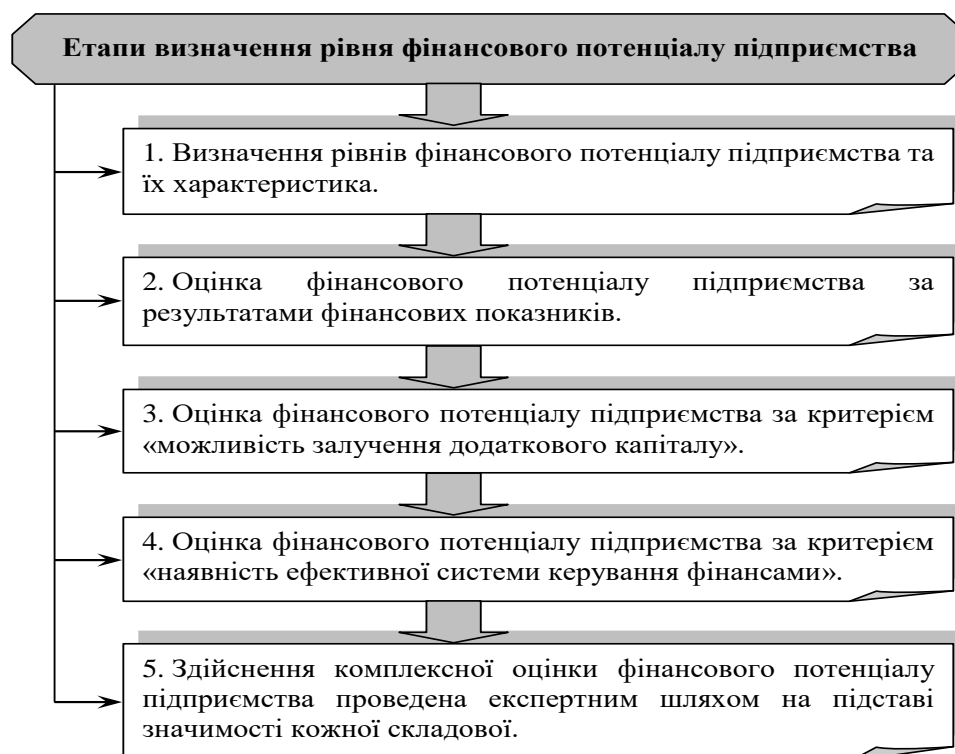 Етапи визначення рівня фінансового потенціалу підприємства
1. Визначення рівнів фінансового потенціалу підприємства та
їх характеристика.
2. Оцінка фінансового потенціалу підприємства за
результатами фінансових показників.
3. Оцінка фінансового потенціалу підприємства за критерієм
«можливість залучення додаткового капіталу».
4. Оцінка фінансового потенціалу підприємства за критерієм
«наявність ефективної системи керування фінансами».
5. Здійснення комплексної оцінки фінансового потенціалу
підприємства проведена експертним шляхом на підставі
значимості кожної складової.